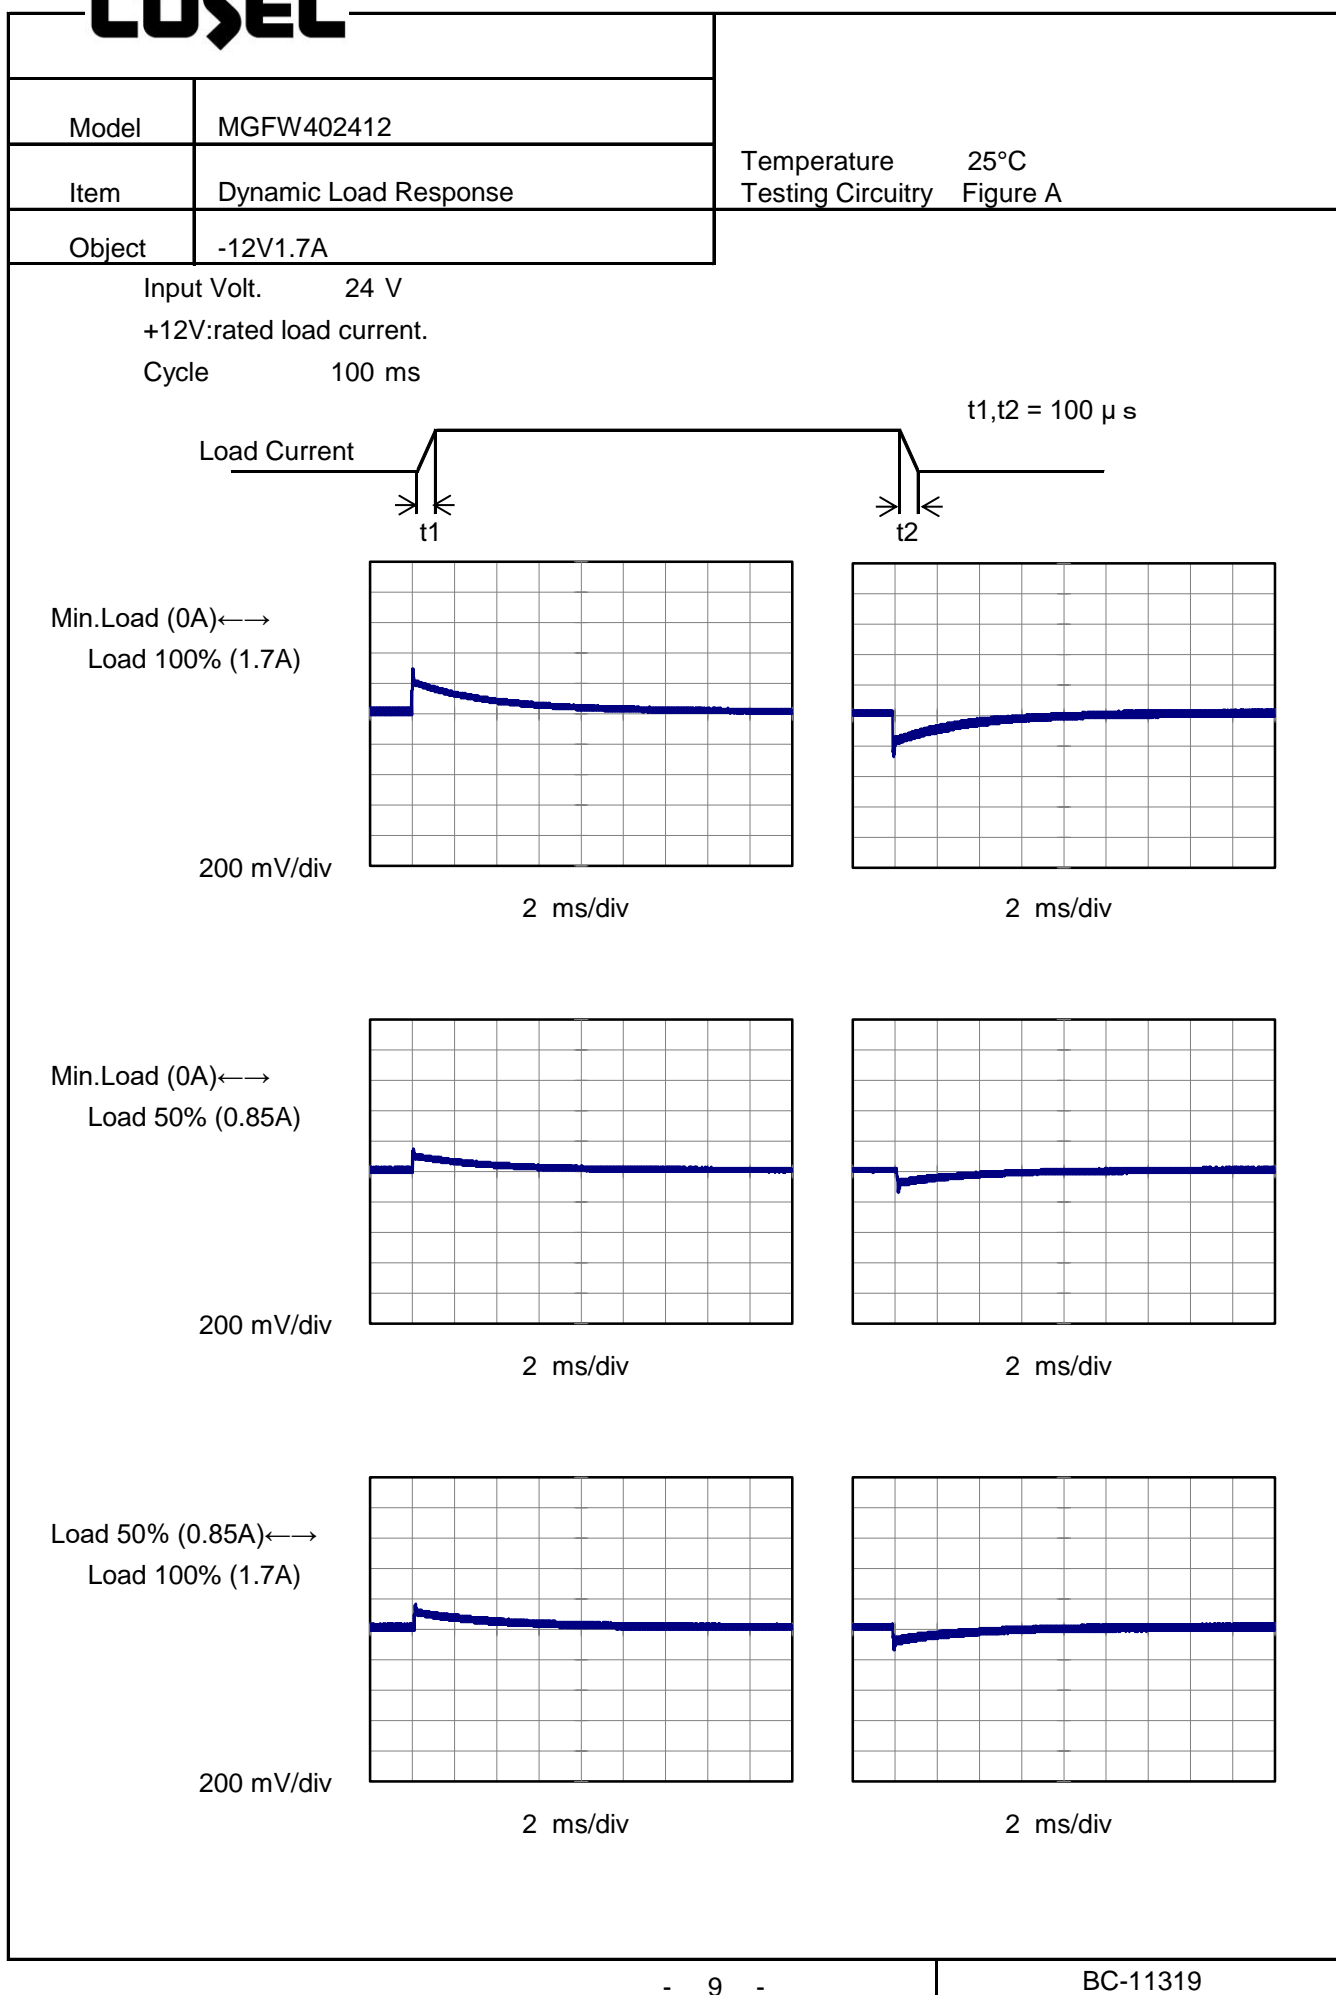 COSEL
Model MGFW402412
Temperature 25°C
Item Dynamic Load Response
Testing Circuitry Figure A
Object -12V1.7A
Input Volt. 24 V
+12V:rated load current.
Cycle 100 ms
t1,t2 = 100 μs
Load Current
t1 t2
Min.Load (0A)←→
Load 100% (1.7A)
200 mV/div
2 ms/div 2 ms/div
Min.Load (0A)←→
Load 50% (0.85A)
200 mV/div
2 ms/div 2 ms/div
Load 50% (0.85A)←→
Load 100% (1.7A)
200 mV/div
2 ms/div 2 ms/div
- 9 - BC-11319